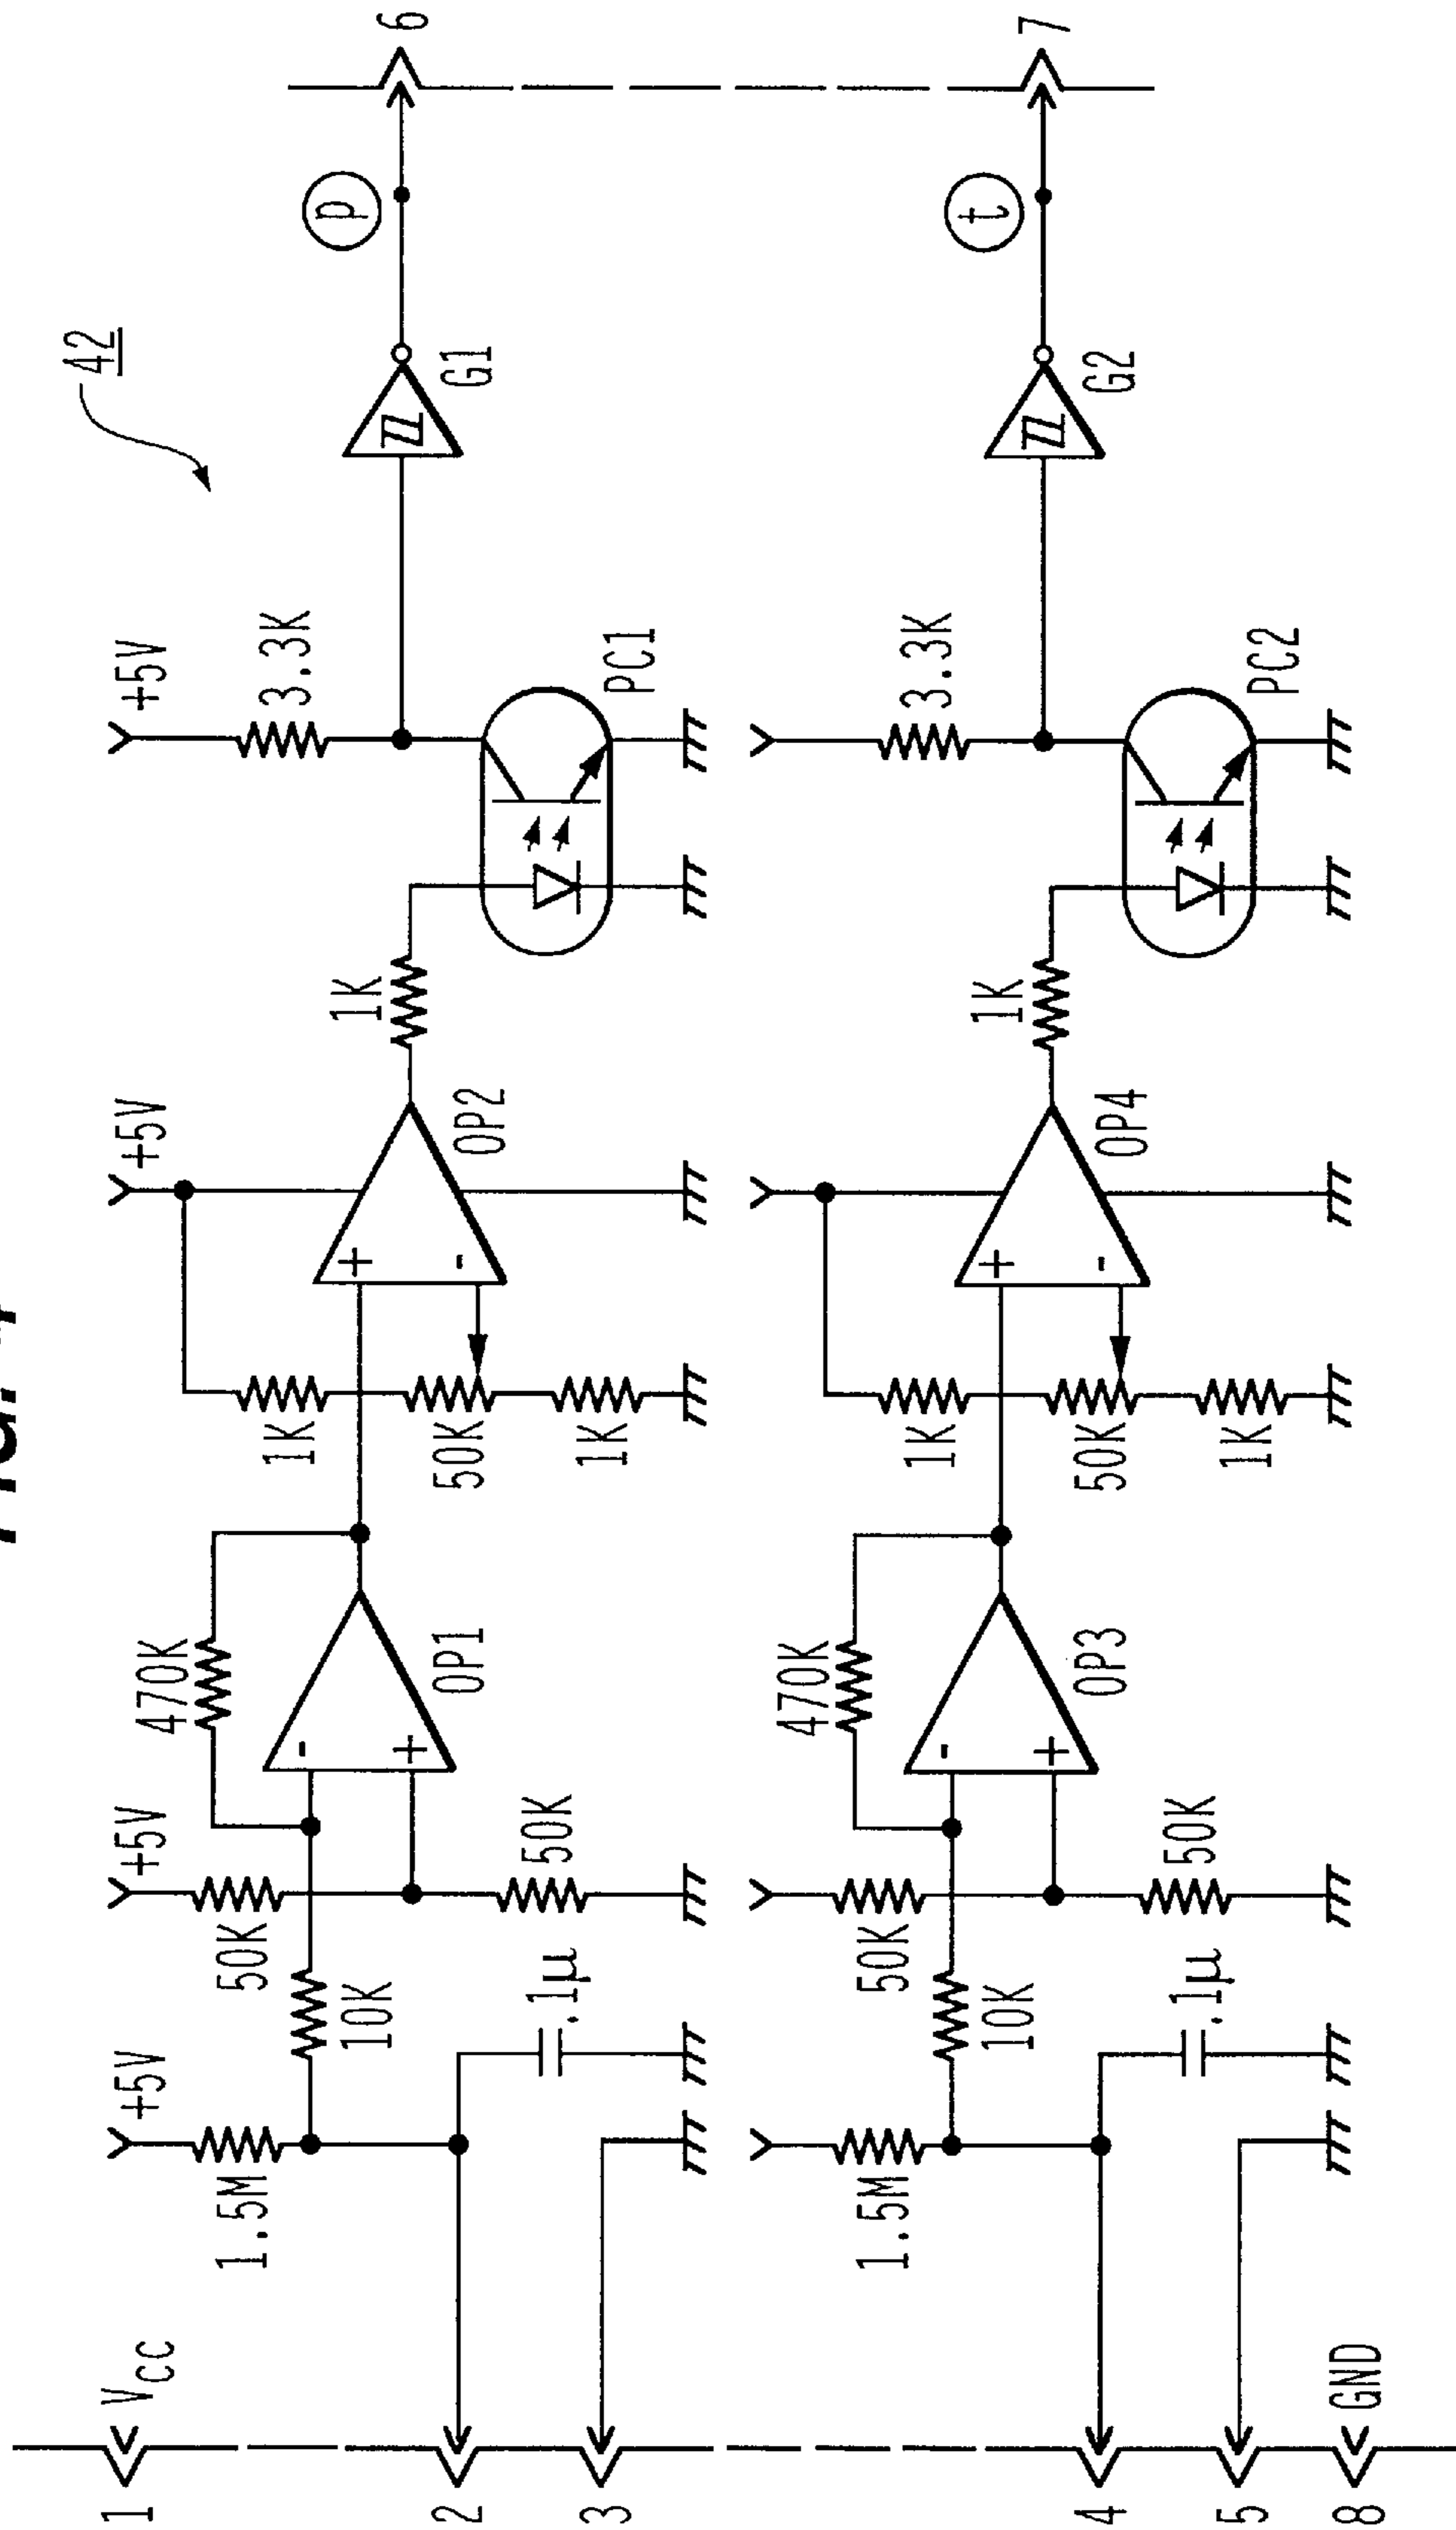 42
+5V
+5V
+5V
+5V
1 V_CC
1.5M
50K
470K
1K
3.3K
10K
-
+
OP1
+
-
OP2
1K
G1
p
6
2
.1μ
50K
50K
1K
PC1
3
1.5M
50K
470K
1K
3.3K
10K
-
+
OP3
+
-
OP4
1K
G2
t
7
4
.1μ
50K
50K
1K
PC2
5
8 GND